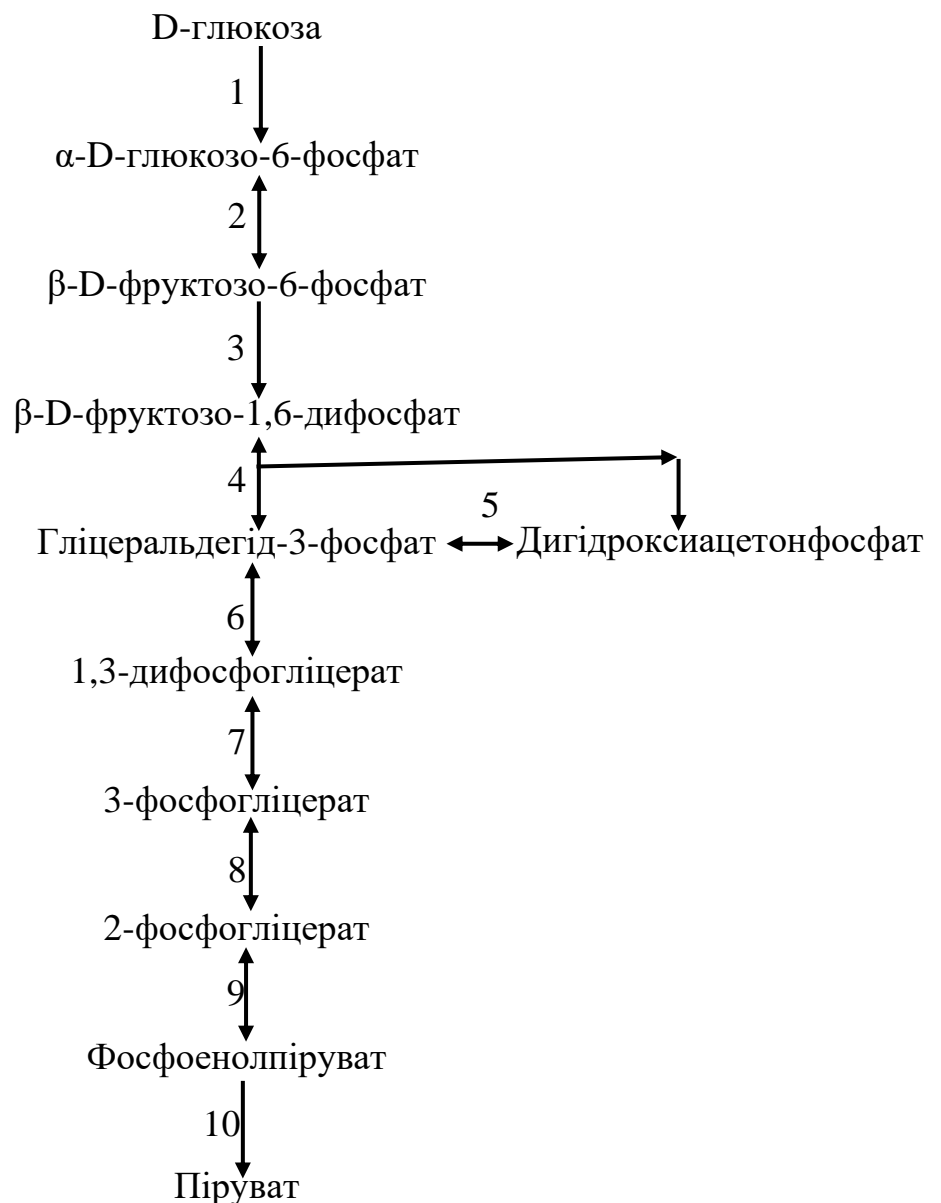 D-глюкоза
1
α-D-глюкозо-6-фосфат
2
β-D-фруктозо-6-фосфат
3
β-D-фруктозо-1,6-дифосфат
4
5
Гліцеральдегід-3-фосфат Дигідроксиацетонфосфат
6
1,3-дифосфогліцерат
7
3-фосфогліцерат
8
2-фосфогліцерат
9
Фосфоенолпіруват
10
Піруват